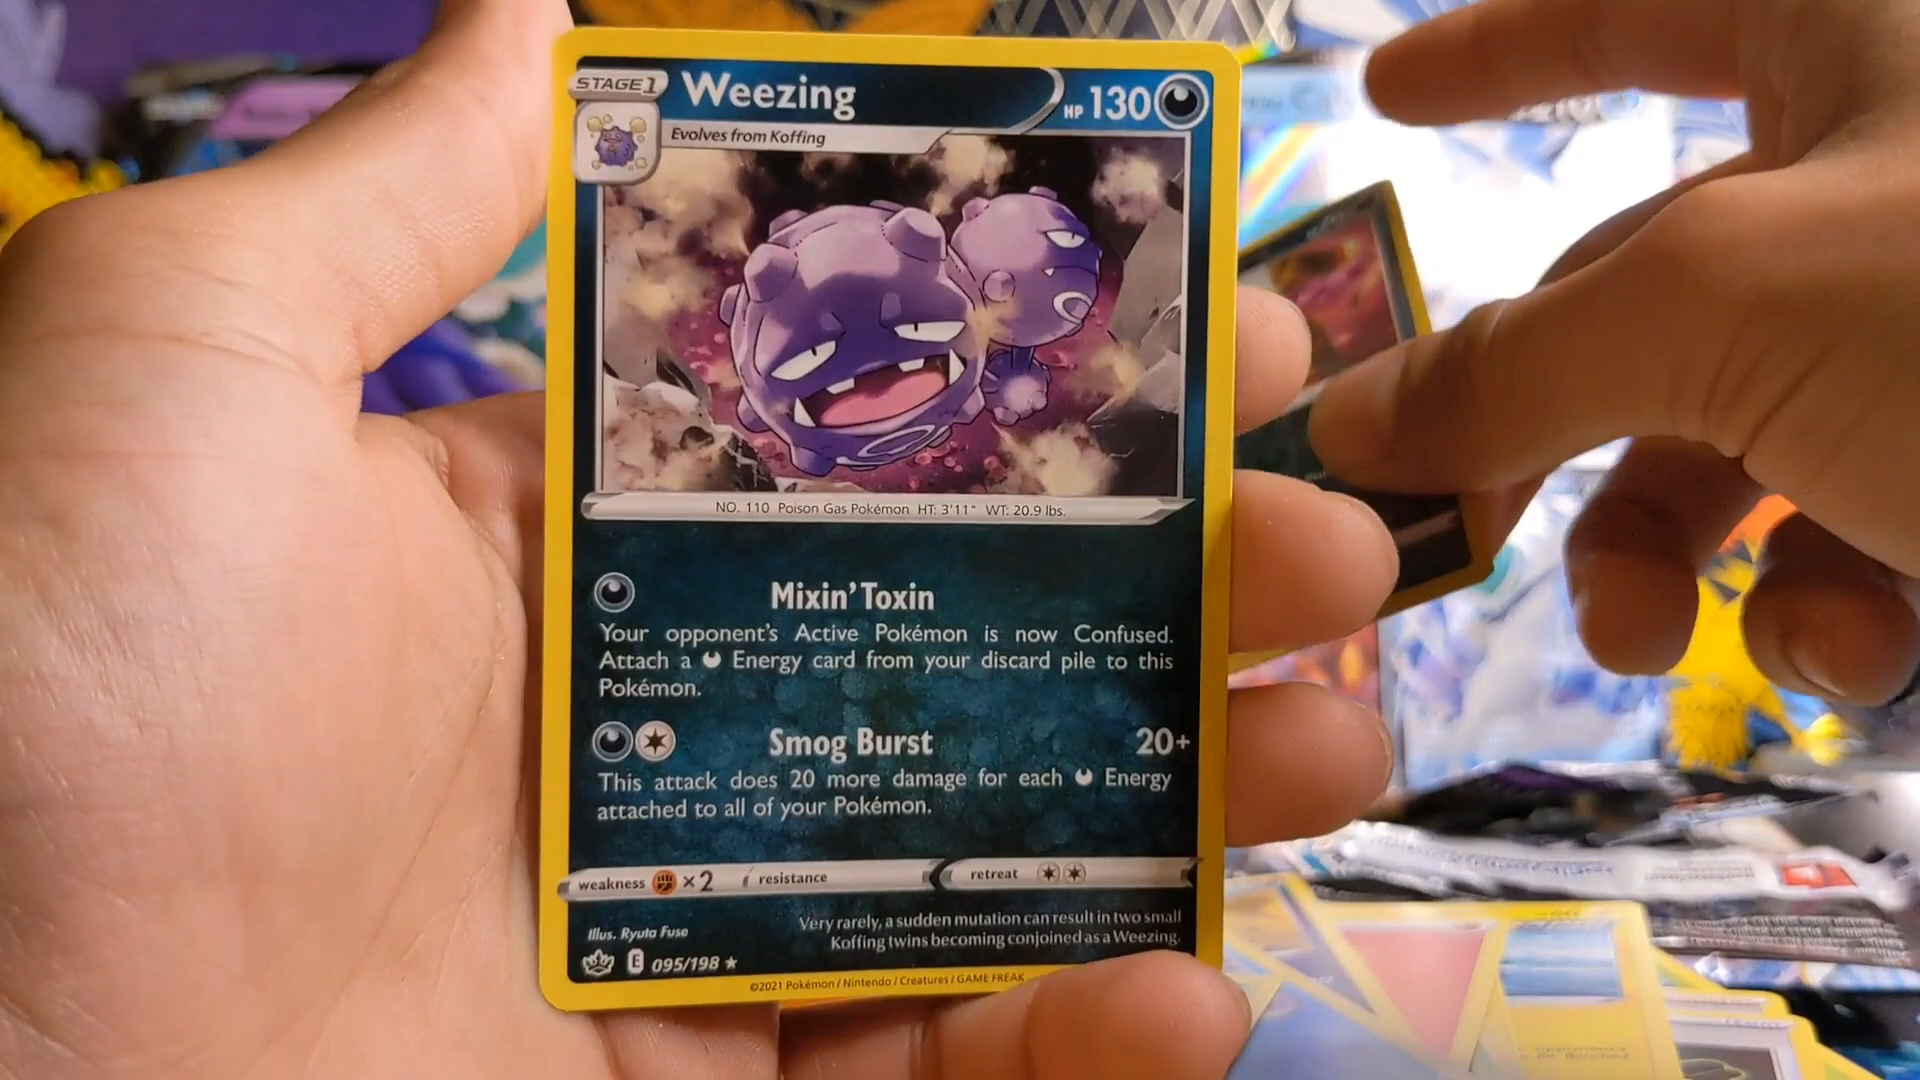 STAGE 1
Weezing
HP 130
Evolves from Koffing
NO. 110 Poison Gas Pokémon HT: 3'11" WT: 20.9 lbs.
Mixin' Toxin
Your opponent's Active Pokémon is now Confused.
Attach a Energy card from your discard pile to this
Pokémon.
Smog Burst 20+
This attack does 20 more damage for each Energy
attached to all of your Pokémon.
weakness ×2 resistance retreat
Illus. Ryuta Fuse
Very rarely, a sudden mutation can result in two small
Koffing twins becoming conjoined as a Weezing.
E 095/198 ★
©2021 Pokémon / Nintendo / Creatures / GAME FREAK